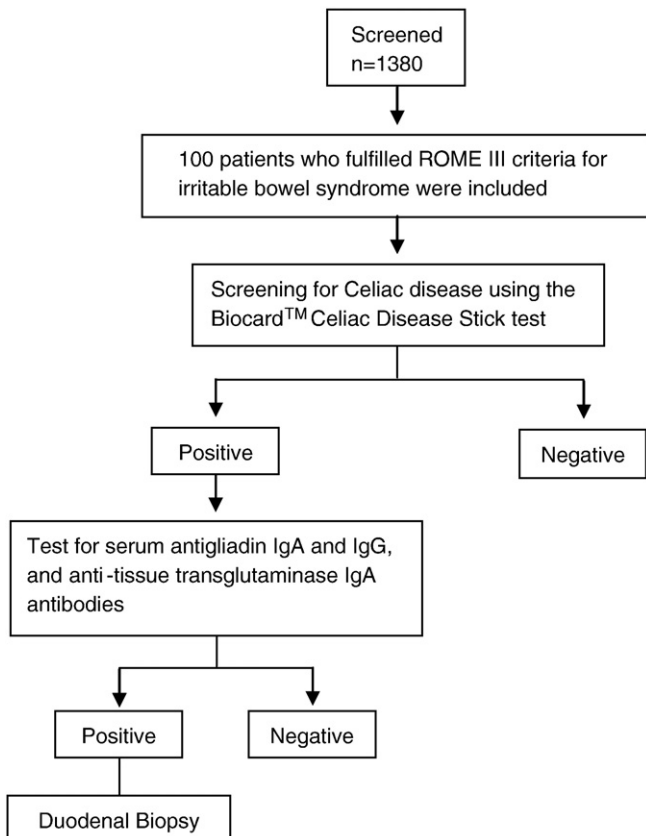 Screened
n=1380
100 patients who fulfilled ROME III criteria for
irritable bowel syndrome were included
Screening for Celiac disease using the
Biocard™ Celiac Disease Stick test
Positive
Negative
Test for serum antigliadin IgA and IgG,
and anti-tissue transglutaminase IgA
antibodies
Positive
Negative
Duodenal Biopsy